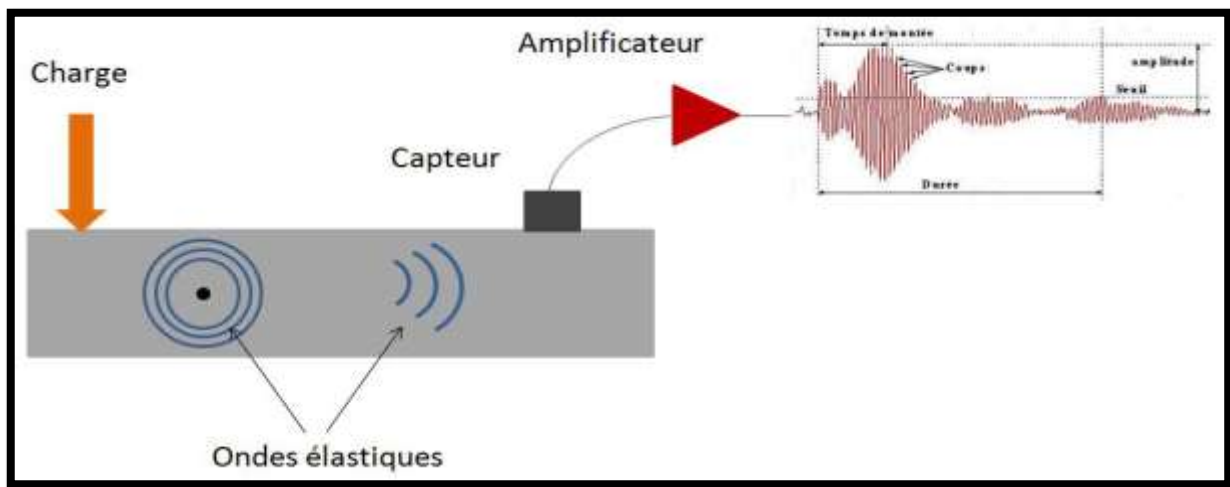 Charge
Amplificateur
Capteur
Ondes élastiques
Temps de montée
Coups
amplitude
Seuil
Durée